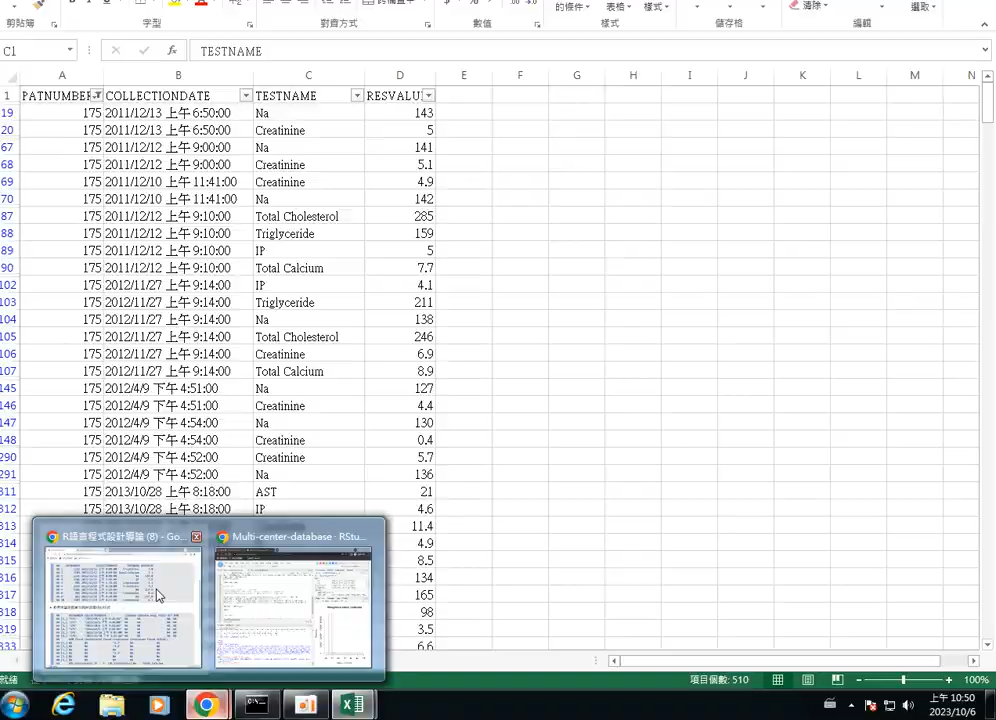 的條件 表格 樣式 清除 選取
剪貼簿 字型 對齊方式 數值 樣式 儲存格 編輯
C1 fx TESTNAME
A B C D E F G H I J K L M N
1 PATNUMBER COLLECTIONDATE TESTNAME RESVALU
19 175 2011/12/13 上午 6:50:00 Na 143
20 175 2011/12/13 上午 6:50:00 Creatinine 5
67 175 2011/12/12 上午 9:00:00 Na 141
68 175 2011/12/12 上午 9:00:00 Creatinine 5.1
69 175 2011/12/10 上午 11:41:00 Creatinine 4.9
70 175 2011/12/10 上午 11:41:00 Na 142
87 175 2011/12/12 上午 9:10:00 Total Cholesterol 285
88 175 2011/12/12 上午 9:10:00 Triglyceride 159
89 175 2011/12/12 上午 9:10:00 IP 5
90 175 2011/12/12 上午 9:10:00 Total Calcium 7.7
102 175 2012/11/27 上午 9:14:00 IP 4.1
103 175 2012/11/27 上午 9:14:00 Triglyceride 211
104 175 2012/11/27 上午 9:14:00 Na 138
105 175 2012/11/27 上午 9:14:00 Total Cholesterol 246
106 175 2012/11/27 上午 9:14:00 Creatinine 6.9
107 175 2012/11/27 上午 9:14:00 Total Calcium 8.9
145 175 2012/4/9 下午 4:51:00 Na 127
146 175 2012/4/9 下午 4:51:00 Creatinine 4.4
147 175 2012/4/9 下午 4:54:00 Na 130
148 175 2012/4/9 下午 4:54:00 Creatinine 0.4
290 175 2012/4/9 下午 4:52:00 Creatinine 5.7
291 175 2012/4/9 下午 4:52:00 Na 136
311 175 2013/10/28 上午 8:18:00 AST 21
312 175 2013/10/28 上午 8:18:00 IP 4.6
313 11.4
314 4.9
315 8.5
316 134
317 165
318 98
319 3.5
333 6.6
R語言程式設計導論 (8) - Go... Multi-center-database - RStu...
就緒 項目個數: 510 100%
上午 10:50
2023/10/6